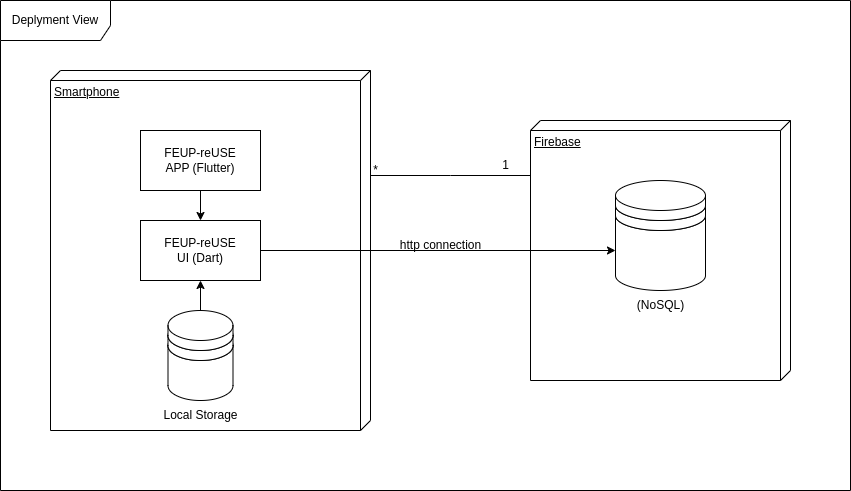 Deplyment View
Smartphone
FEUP-reUSE
APP (Flutter)
*
1
Firebase
FEUP-reUSE
UI (Dart)
http connection
(NoSQL)
Local Storage